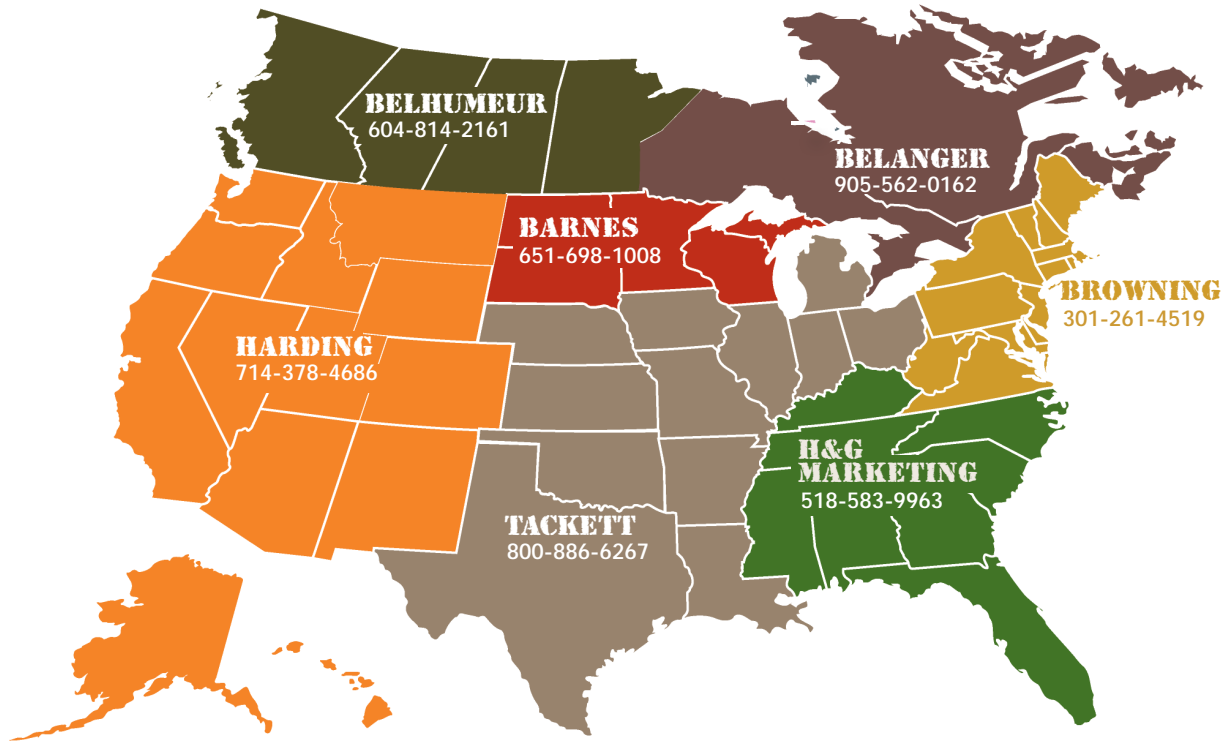 BELHUMEUR
604-814-2161
BELANGER
905-562-0162
BARNES
651-698-1008
BROWNING
301-261-4519
HARDING
714-378-4686
H&G
MARKETING
518-583-9963
TACKETT
800-886-6267